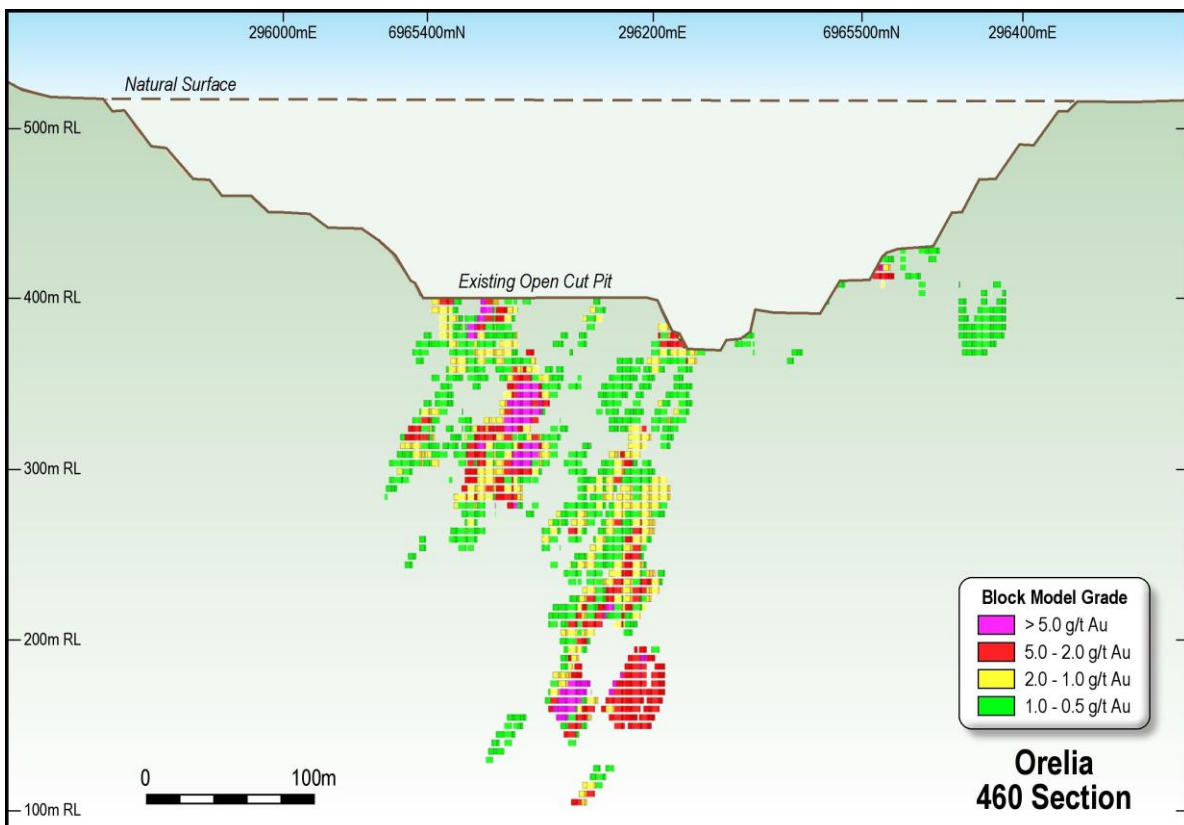 296000mE 6965400mN 296200mE 6965500mN 296400mE
Natural Surface
500m RL
Existing Open Cut Pit
400m RL
300m RL
200m RL
100m RL
Block Model Grade
> 5.0 g/t Au
5.0 - 2.0 g/t Au
2.0 - 1.0 g/t Au
1.0 - 0.5 g/t Au
0 100m
Orelia
460 Section